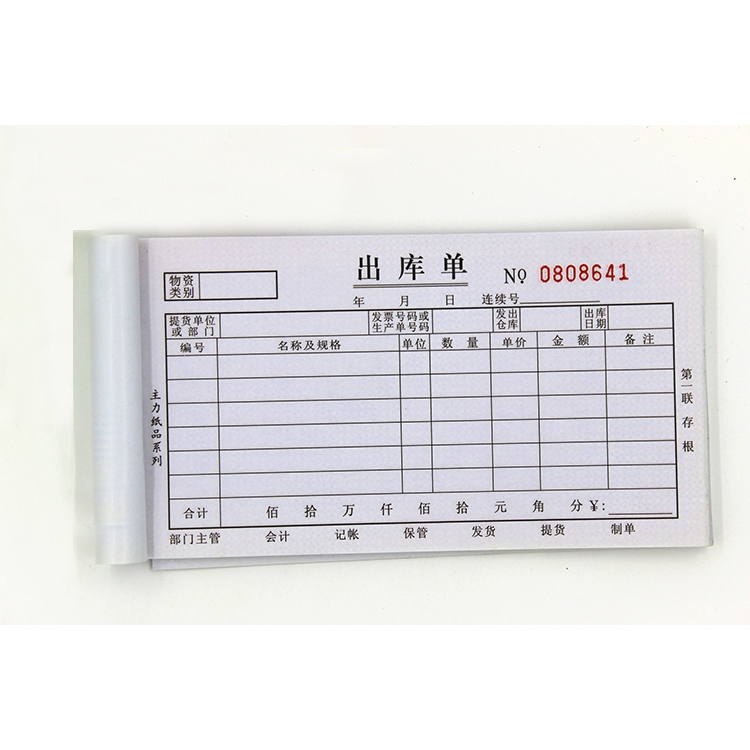 出库单
No 0808641
物资
类别
年 月 日 连续号
提货单位
或部门
发票号码或
生产单号码
发出
仓库
出库
日期
编号 名称及规格 单位 数量 单价 金额 备注
合计 佰 拾 万 仟 佰 拾 元 角 分 ¥:
部门主管 会计 记帐 保管 发货 提货 制单
主力纸品系列
第一联存根